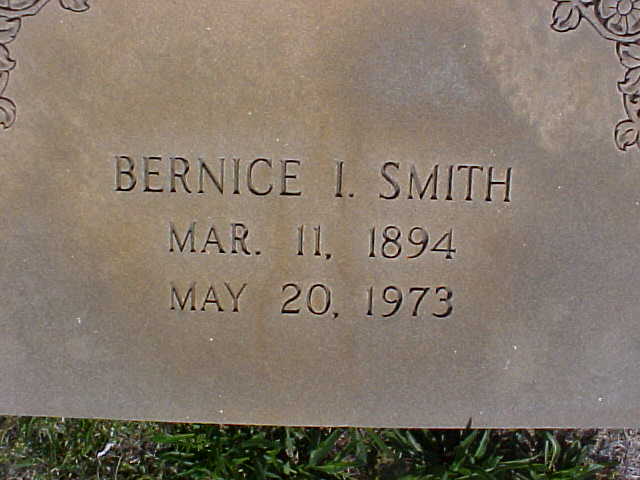 BERNICE I. SMITH
MAR. 11, 1894
MAY 20, 1973